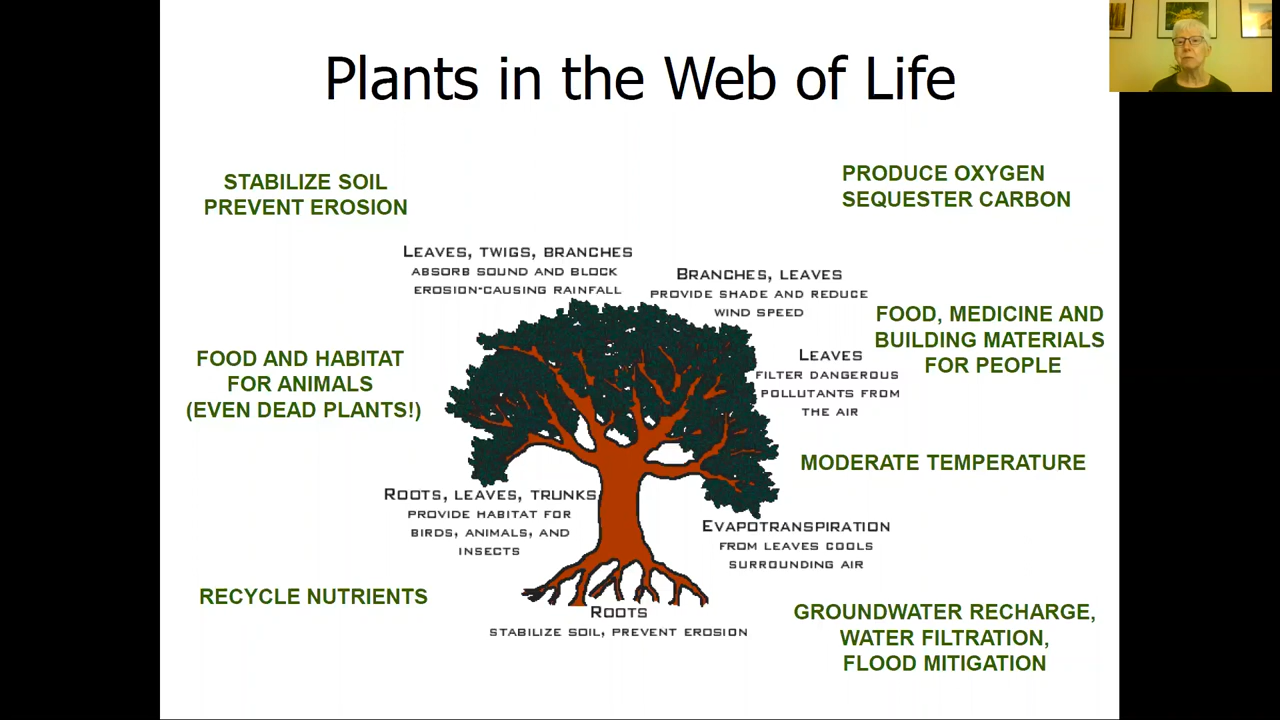 Plants in the Web of Life
STABILIZE SOIL
PREVENT EROSION
PRODUCE OXYGEN
SEQUESTER CARBON
LEAVES, TWIGS, BRANCHES
ABSORB SOUND AND BLOCK
EROSION-CAUSING RAINFALL
BRANCHES, LEAVES
PROVIDE SHADE AND REDUCE
WIND SPEED
FOOD, MEDICINE AND
BUILDING MATERIALS
FOR PEOPLE
FOOD AND HABITAT
FOR ANIMALS
(EVEN DEAD PLANTS!)
LEAVES
FILTER DANGEROUS
POLLUTANTS FROM
THE AIR
MODERATE TEMPERATURE
ROOTS, LEAVES, TRUNKS
PROVIDE HABITAT FOR
BIRDS, ANIMALS, AND
INSECTS
EVAPOTRANSPIRATION
FROM LEAVES COOLS
SURROUNDING AIR
RECYCLE NUTRIENTS
ROOTS
STABILIZE SOIL, PREVENT EROSION
GROUNDWATER RECHARGE,
WATER FILTRATION,
FLOOD MITIGATION